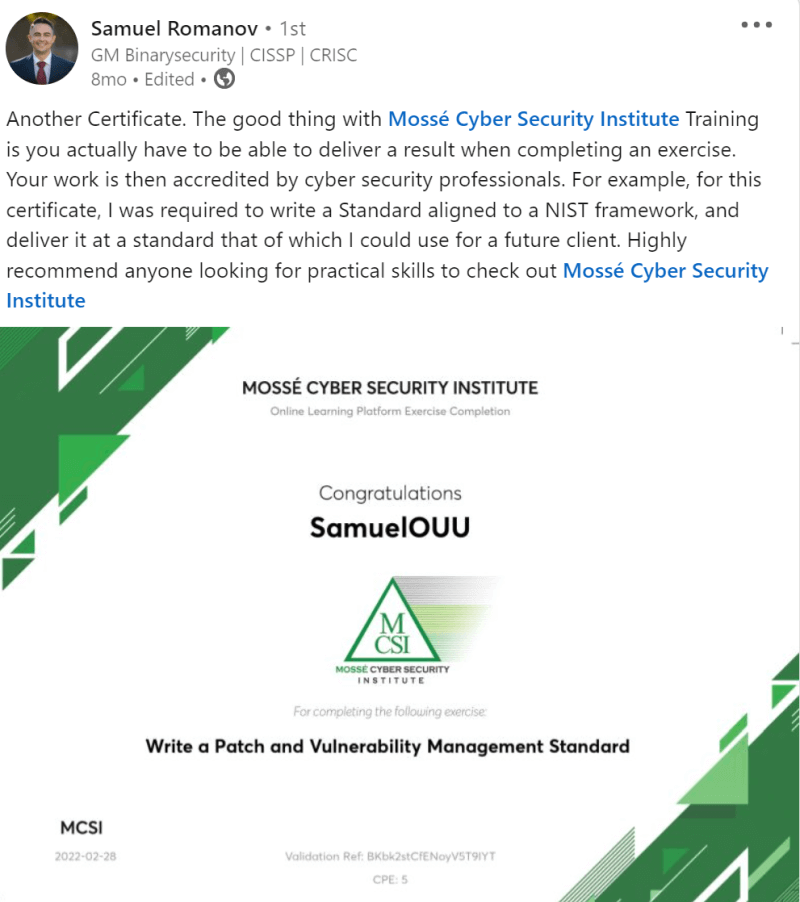 Samuel Romanov • 1st
GM Binarysecurity | CISSP | CRISC
8mo • Edited •
Another Certificate. The good thing with Mossé Cyber Security Institute Training
is you actually have to be able to deliver a result when completing an exercise.
Your work is then accredited by cyber security professionals. For example, for this
certificate, I was required to write a Standard aligned to a NIST framework, and
deliver it at a standard that of which I could use for a future client. Highly
recommend anyone looking for practical skills to check out Mossé Cyber Security
Institute
MOSSÉ CYBER SECURITY INSTITUTE
Online Learning Platform Exercise Completion
Congratulations
SamuelOUU
M
CSI
MOSSÉ CYBER SECURITY
INSTITUTE
For completing the following exercise:
Write a Patch and Vulnerability Management Standard
MCSI
2022-02-28
Validation Ref: BKbk2stCfENoyV5T9IYT
CPE: 5